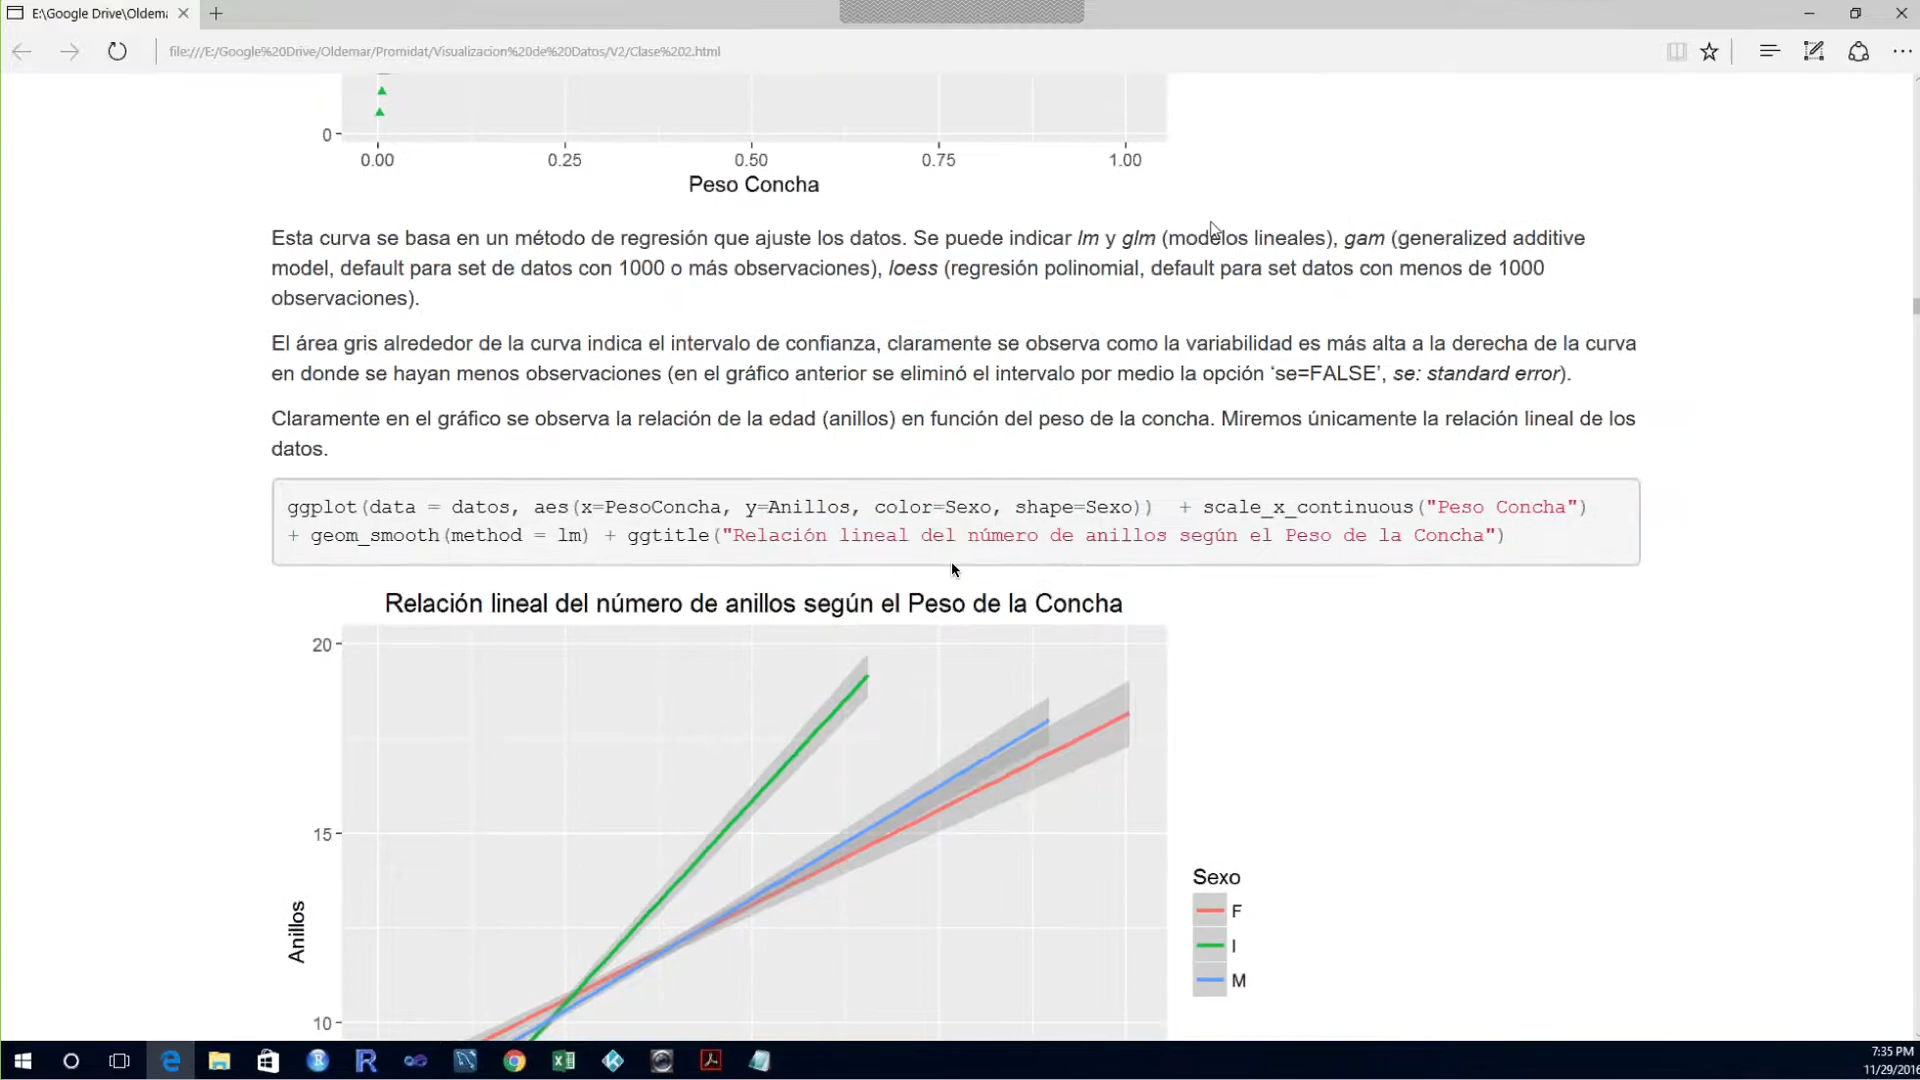 E:\Google Drive\Oldema
file:///E:/Google%20Drive/Oldemar/Promidat/Visualizacion%20de%20Datos/V2/Clase%202.html
0
0.00 0.25 0.50 0.75 1.00
Peso Concha
Esta curva se basa en un método de regresión que ajuste los datos. Se puede indicar lm y glm (modelos lineales), gam (generalized additive
model, default para set de datos con 1000 o más observaciones), loess (regresión polinomial, default para set datos con menos de 1000
observaciones).
El área gris alrededor de la curva indica el intervalo de confianza, claramente se observa como la variabilidad es más alta a la derecha de la curva
en donde se hayan menos observaciones (en el gráfico anterior se eliminó el intervalo por medio la opción ‘se=FALSE’, se: standard error).
Claramente en el gráfico se observa la relación de la edad (anillos) en función del peso de la concha. Miremos únicamente la relación lineal de los
datos.
ggplot(data = datos, aes(x=PesoConcha, y=Anillos, color=Sexo, shape=Sexo)) + scale_x_continuous("Peso Concha")
+ geom_smooth(method = lm) + ggtitle("Relación lineal del número de anillos según el Peso de la Concha")
Relación lineal del número de anillos según el Peso de la Concha
20
15
10
Anillos
Sexo
F
I
M
7:35 PM
11/29/2016